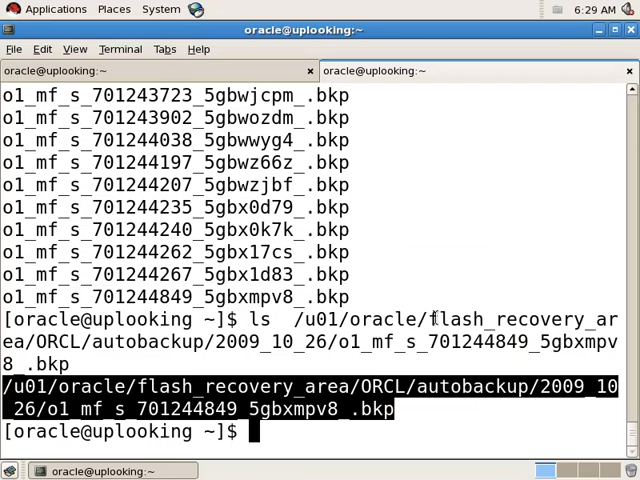 Applications Places System 6:29 AM
oracle@uplooking:~
File Edit View Terminal Tabs Help
oracle@uplooking:~ oracle@uplooking:~
o1_mf_s_701243723_5gbwjcpm_.bkp
o1_mf_s_701243902_5gbwozdm_.bkp
o1_mf_s_701244038_5gbwwyg4_.bkp
o1_mf_s_701244197_5gbwz66z_.bkp
o1_mf_s_701244207_5gbwzjbf_.bkp
o1_mf_s_701244235_5gbx0d79_.bkp
o1_mf_s_701244240_5gbx0k7k_.bkp
o1_mf_s_701244262_5gbx17cs_.bkp
o1_mf_s_701244267_5gbx1d83_.bkp
o1_mf_s_701244849_5gbxmpv8_.bkp
[oracle@uplooking ~]$ ls  /u01/oracle/flash_recovery_ar
ea/ORCL/autobackup/2009_10_26/o1_mf_s_701244849_5gbxmpv
8_.bkp
/u01/oracle/flash_recovery_area/ORCL/autobackup/2009_10
_26/o1_mf_s_701244849_5gbxmpv8_.bkp
[oracle@uplooking ~]$
oracle@uplooking:~